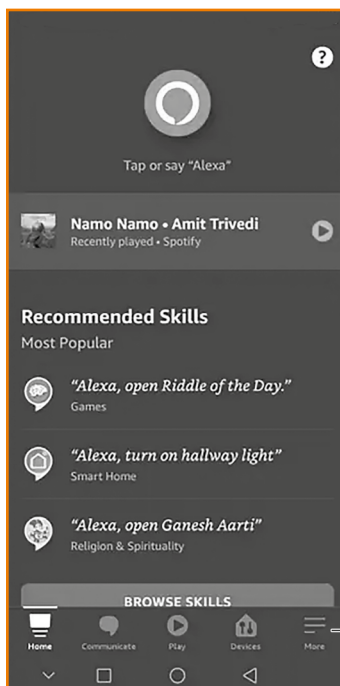 ?
Tap or say “Alexa”
Namo Namo • Amit Trivedi
Recently played • Spotify
Recommended Skills
Most Popular
“Alexa, open Riddle of the Day.”
Games
“Alexa, turn on hallway light”
Smart Home
“Alexa, open Ganesh Aarti”
Religion & Spirituality
BROWSE SKILLS
Home Communicate Play Devices More